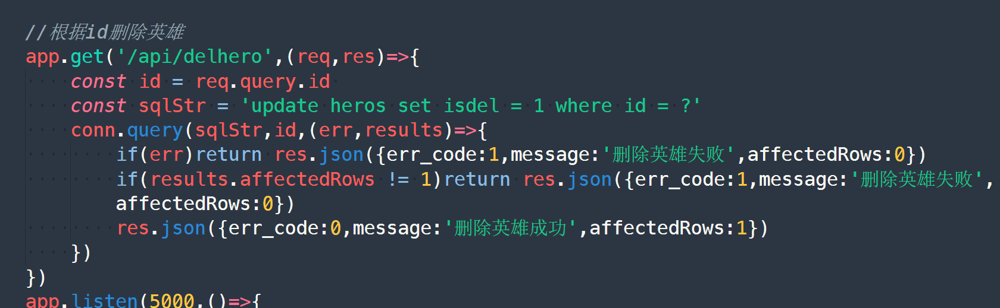 //根据id删除英雄
app.get('/api/delhero',(req,res)=>{
    const id = req.query.id
    const sqlStr = 'update heros set isdel = 1 where id = ?'
    conn.query(sqlStr,id,(err,results)=>{
        if(err)return res.json({err_code:1,message:'删除英雄失败',affectedRows:0})
        if(results.affectedRows != 1)return res.json({err_code:1,message:'删除英雄失败',
        affectedRows:0})
        res.json({err_code:0,message:'删除英雄成功',affectedRows:1})
    })
})
app.listen(5000,()=>{